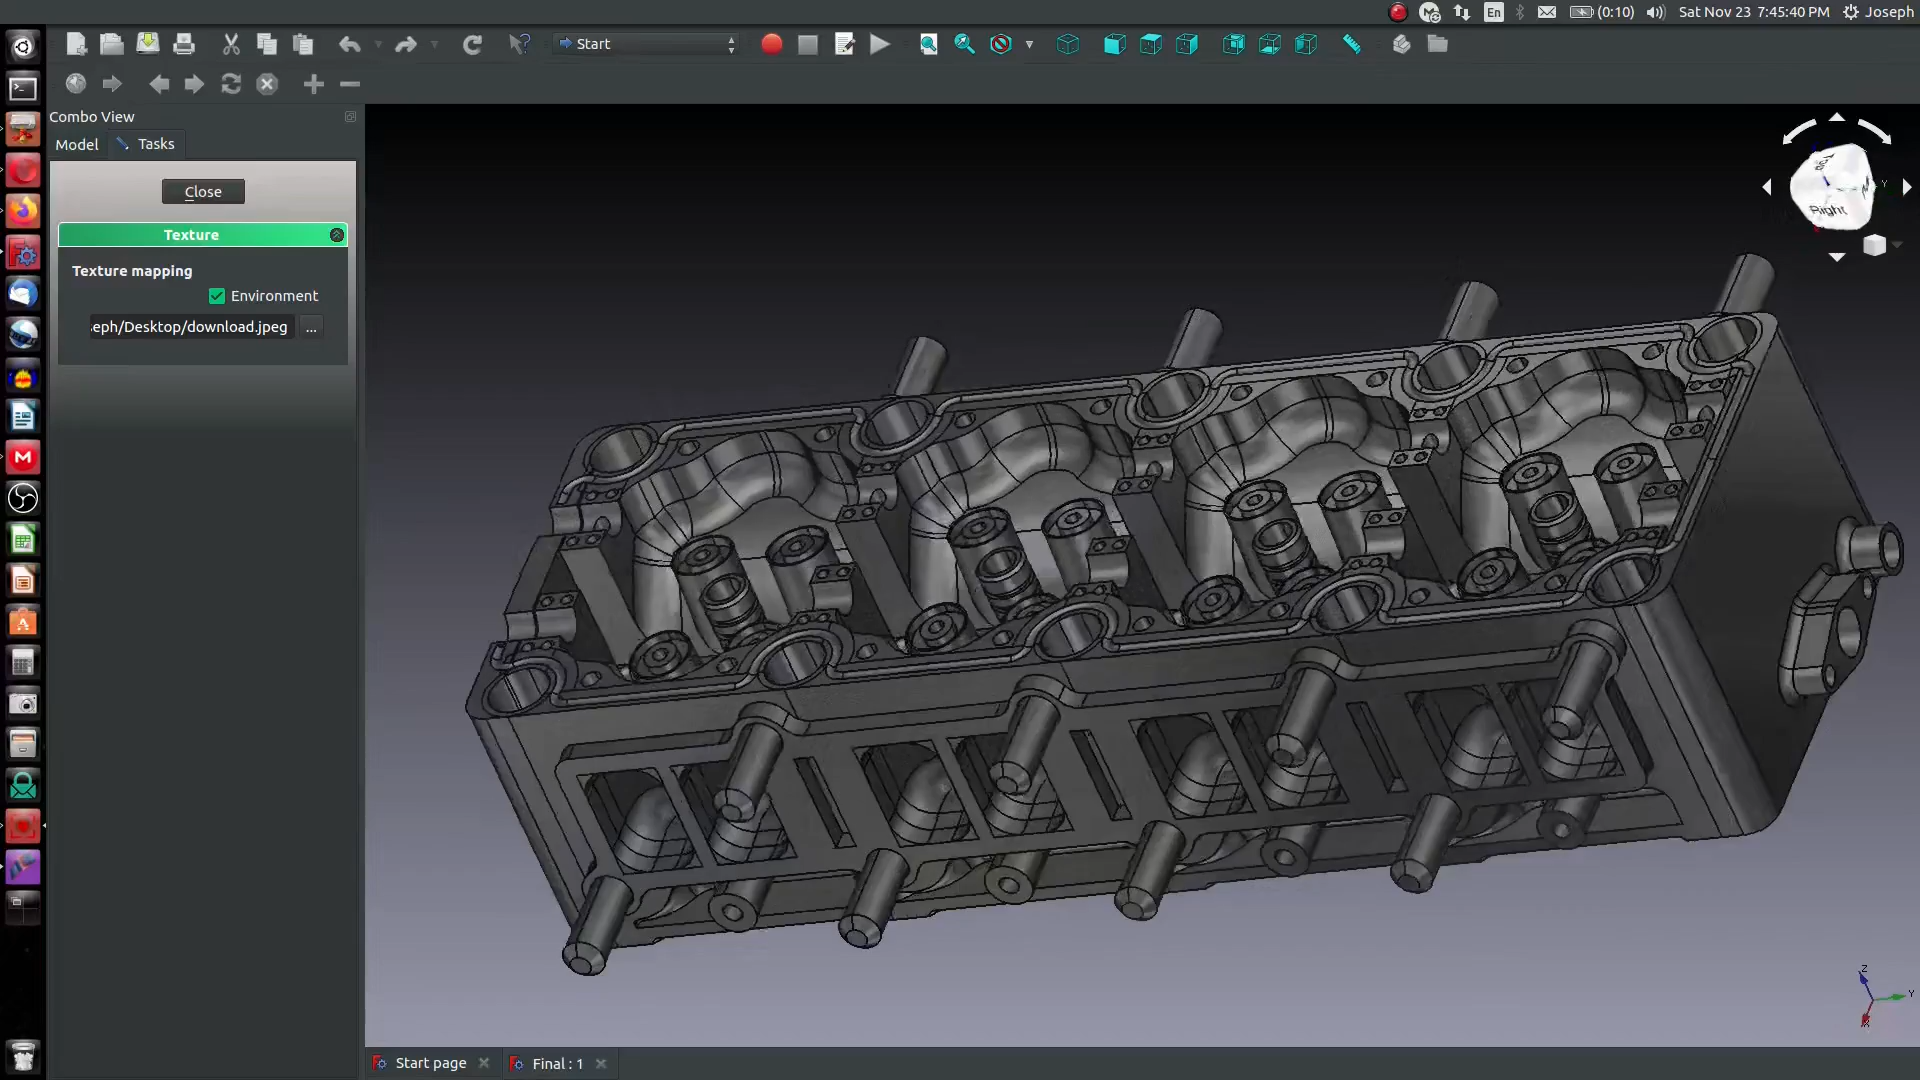 En
(0:10)
Sat Nov 23 7:45:40 PM
Joseph
Start
Combo View
Model
Tasks
Close
Texture
Texture mapping
Environment
eph/Desktop/download.jpeg
...
Right
Y
Z
Y
X
Start page
Final : 1